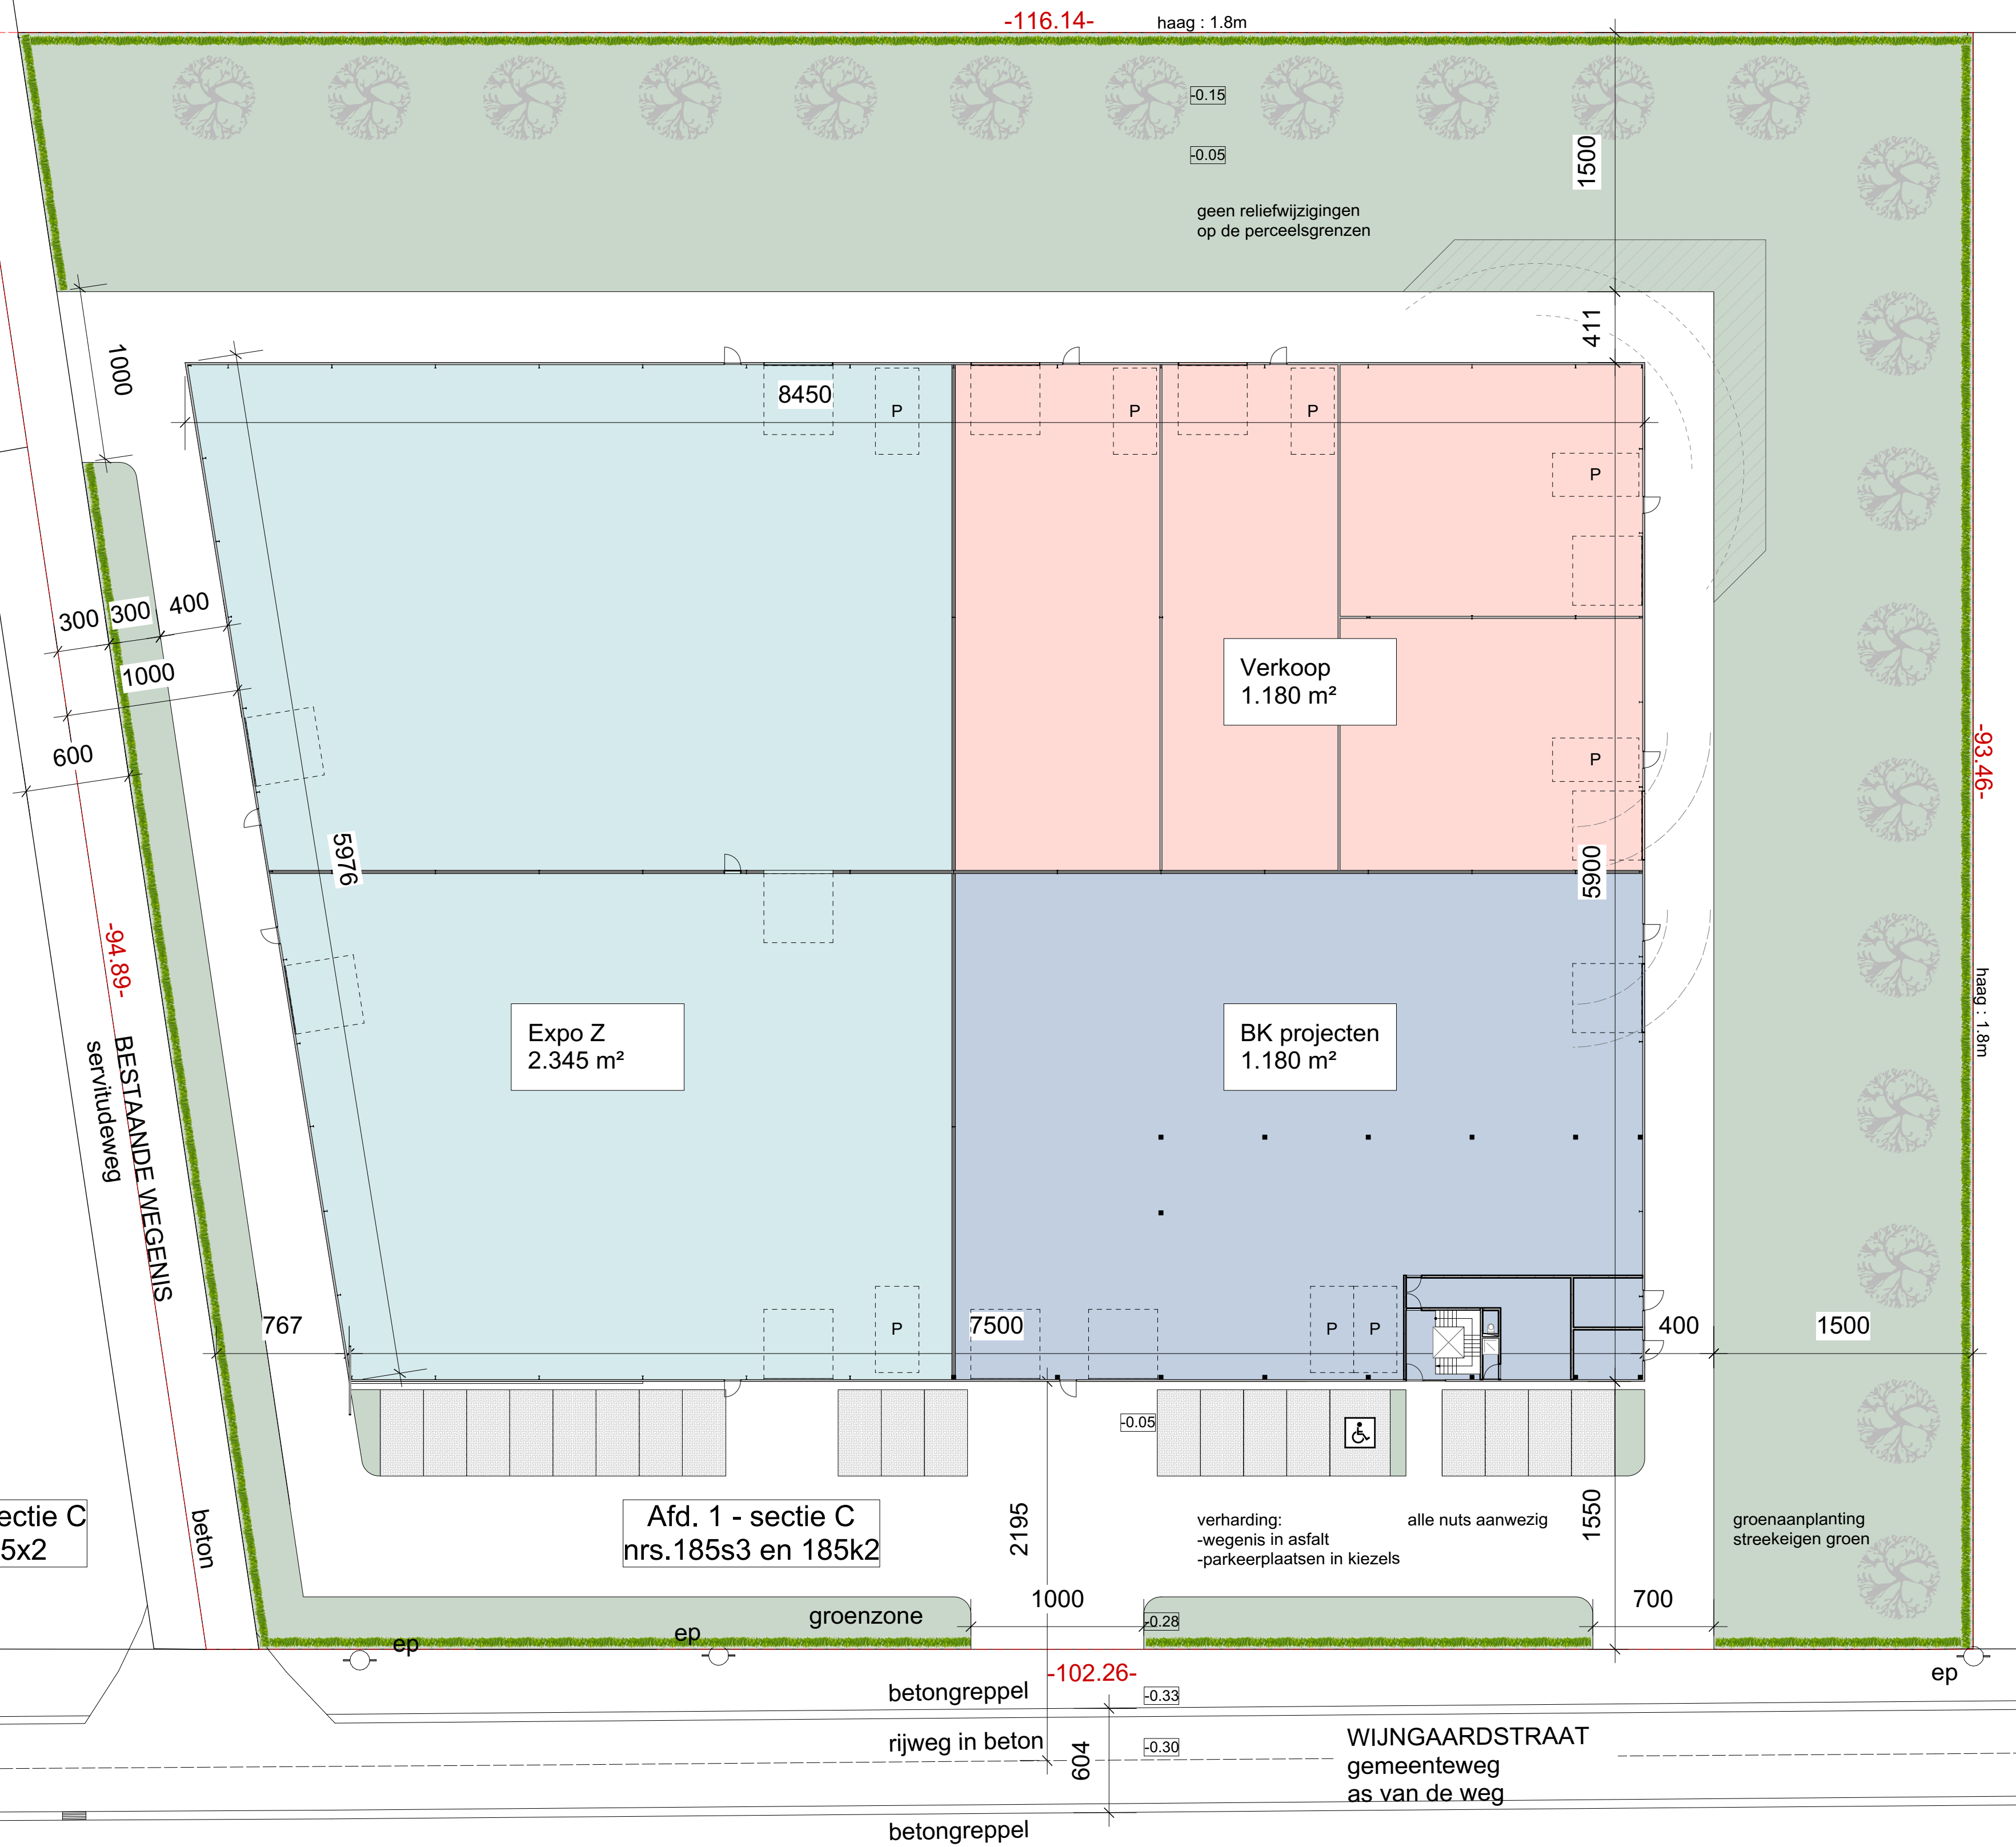 -116.14-
haag : 1.8m
-0.15
-0.05
1500
geen reliefwijzigingen
op de perceelsgrenzen
411
1000
8450
P
P
P
P
300
300
400
1000
600
Verkoop
1.180 m²
P
-93.46-
5976
5600
-94.89-
haag : 1.8m
Expo Z
2.345 m²
BK projecten
1.180 m²
BESTAANDE WEGENIS
servitudeweg
767
P
7500
P
P
400
1500
-0.05
ectie C
5x2
beton
Afd. 1 - sectie C
nrs.185s3 en 185k2
2195
verharding:
-wegenis in asfalt
-parkeerplaatsen in kiezels
alle nuts aanwezig
1550
groenaanplanting
streekeigen groen
1000
700
groenzone
-0.28
ep
ep
ep
-102.26-
betongreppel
-0.33
rijweg in beton
604
-0.30
WIJNGAARDSTRAAT
gemeenteweg
as van de weg
betongreppel